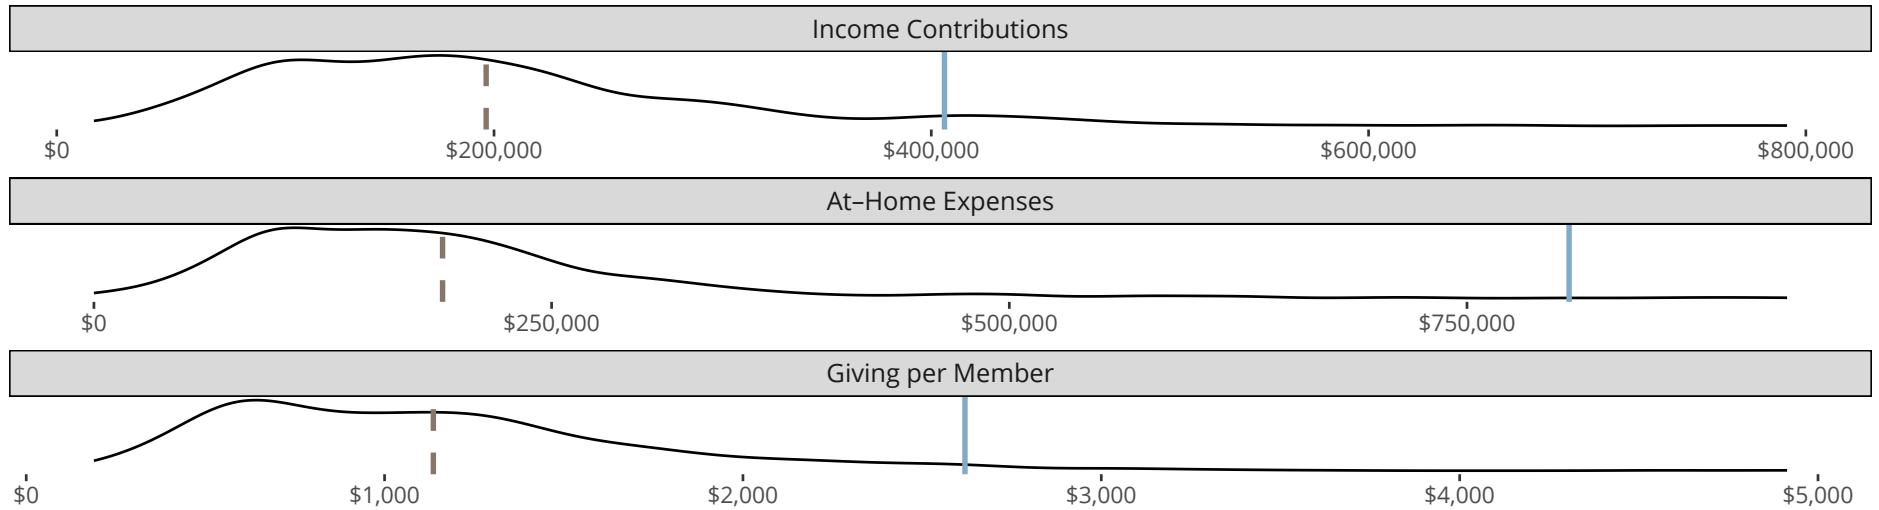 Income Contributions
$0 $200,000 $400,000 $600,000 $800,000
At–Home Expenses
$0 $250,000 $500,000 $750,000
Giving per Member
$0 $1,000 $2,000 $3,000 $4,000 $5,000